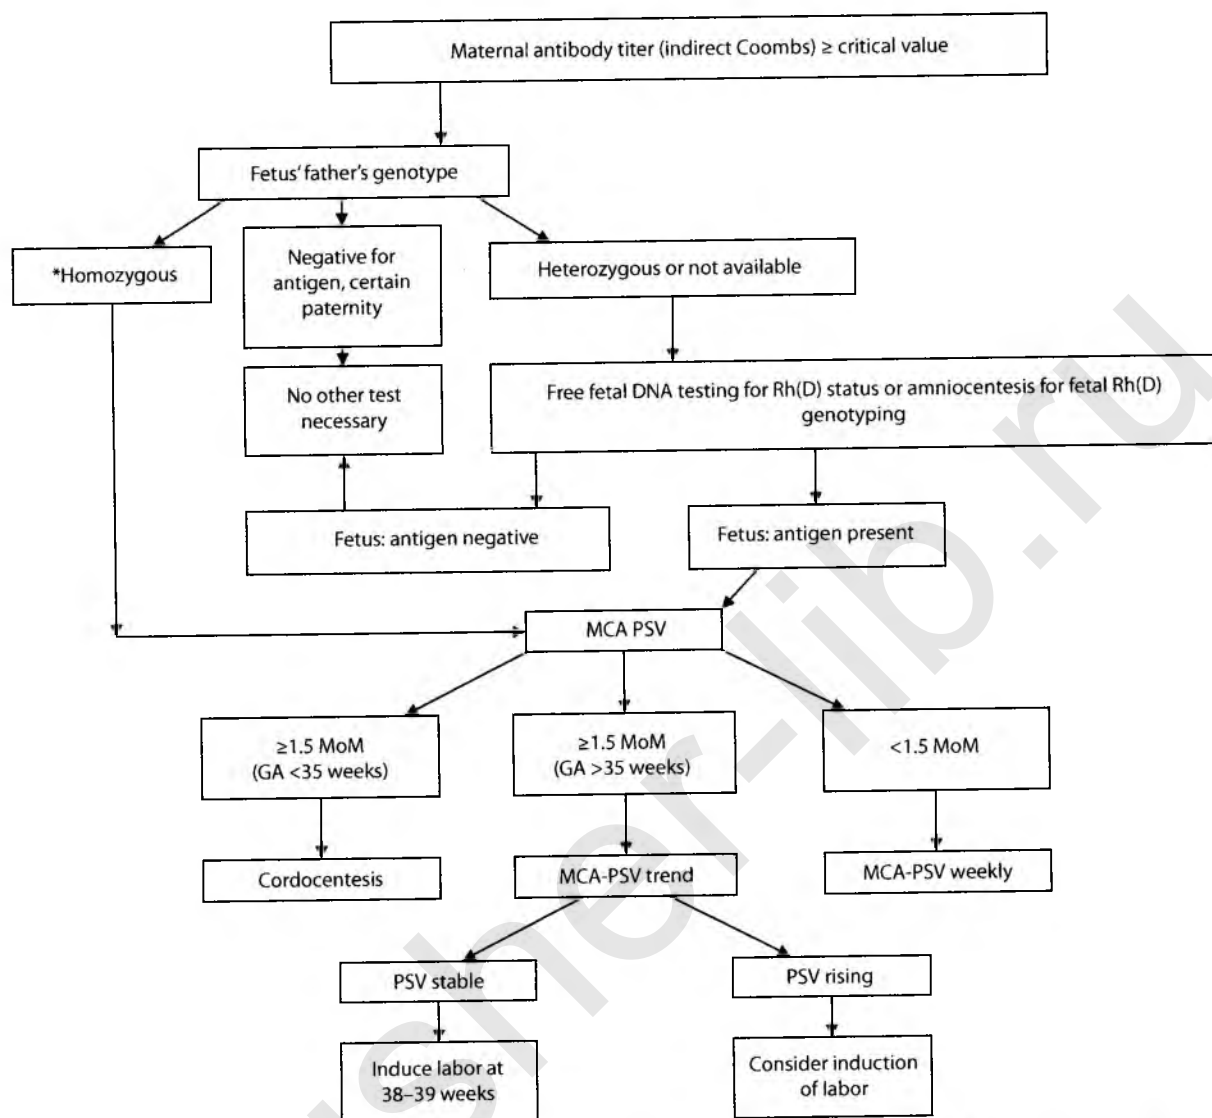 Maternal antibody titer (indirect Coombs) ≥ critical value
Fetus' father's genotype
*Homozygous
Negative for
antigen, certain
paternity
Heterozygous or not available
No other test
necessary
Free fetal DNA testing for Rh(D) status or amniocentesis for fetal Rh(D)
genotyping
Fetus: antigen negative
Fetus: antigen present
MCA PSV
≥1.5 MoM
(GA <35 weeks)
≥1.5 MoM
(GA >35 weeks)
<1.5 MoM
Cordocentesis
MCA-PSV trend
MCA-PSV weekly
PSV stable
PSV rising
Induce labor at
38–39 weeks
Consider induction
of labor
usher-lib.ru